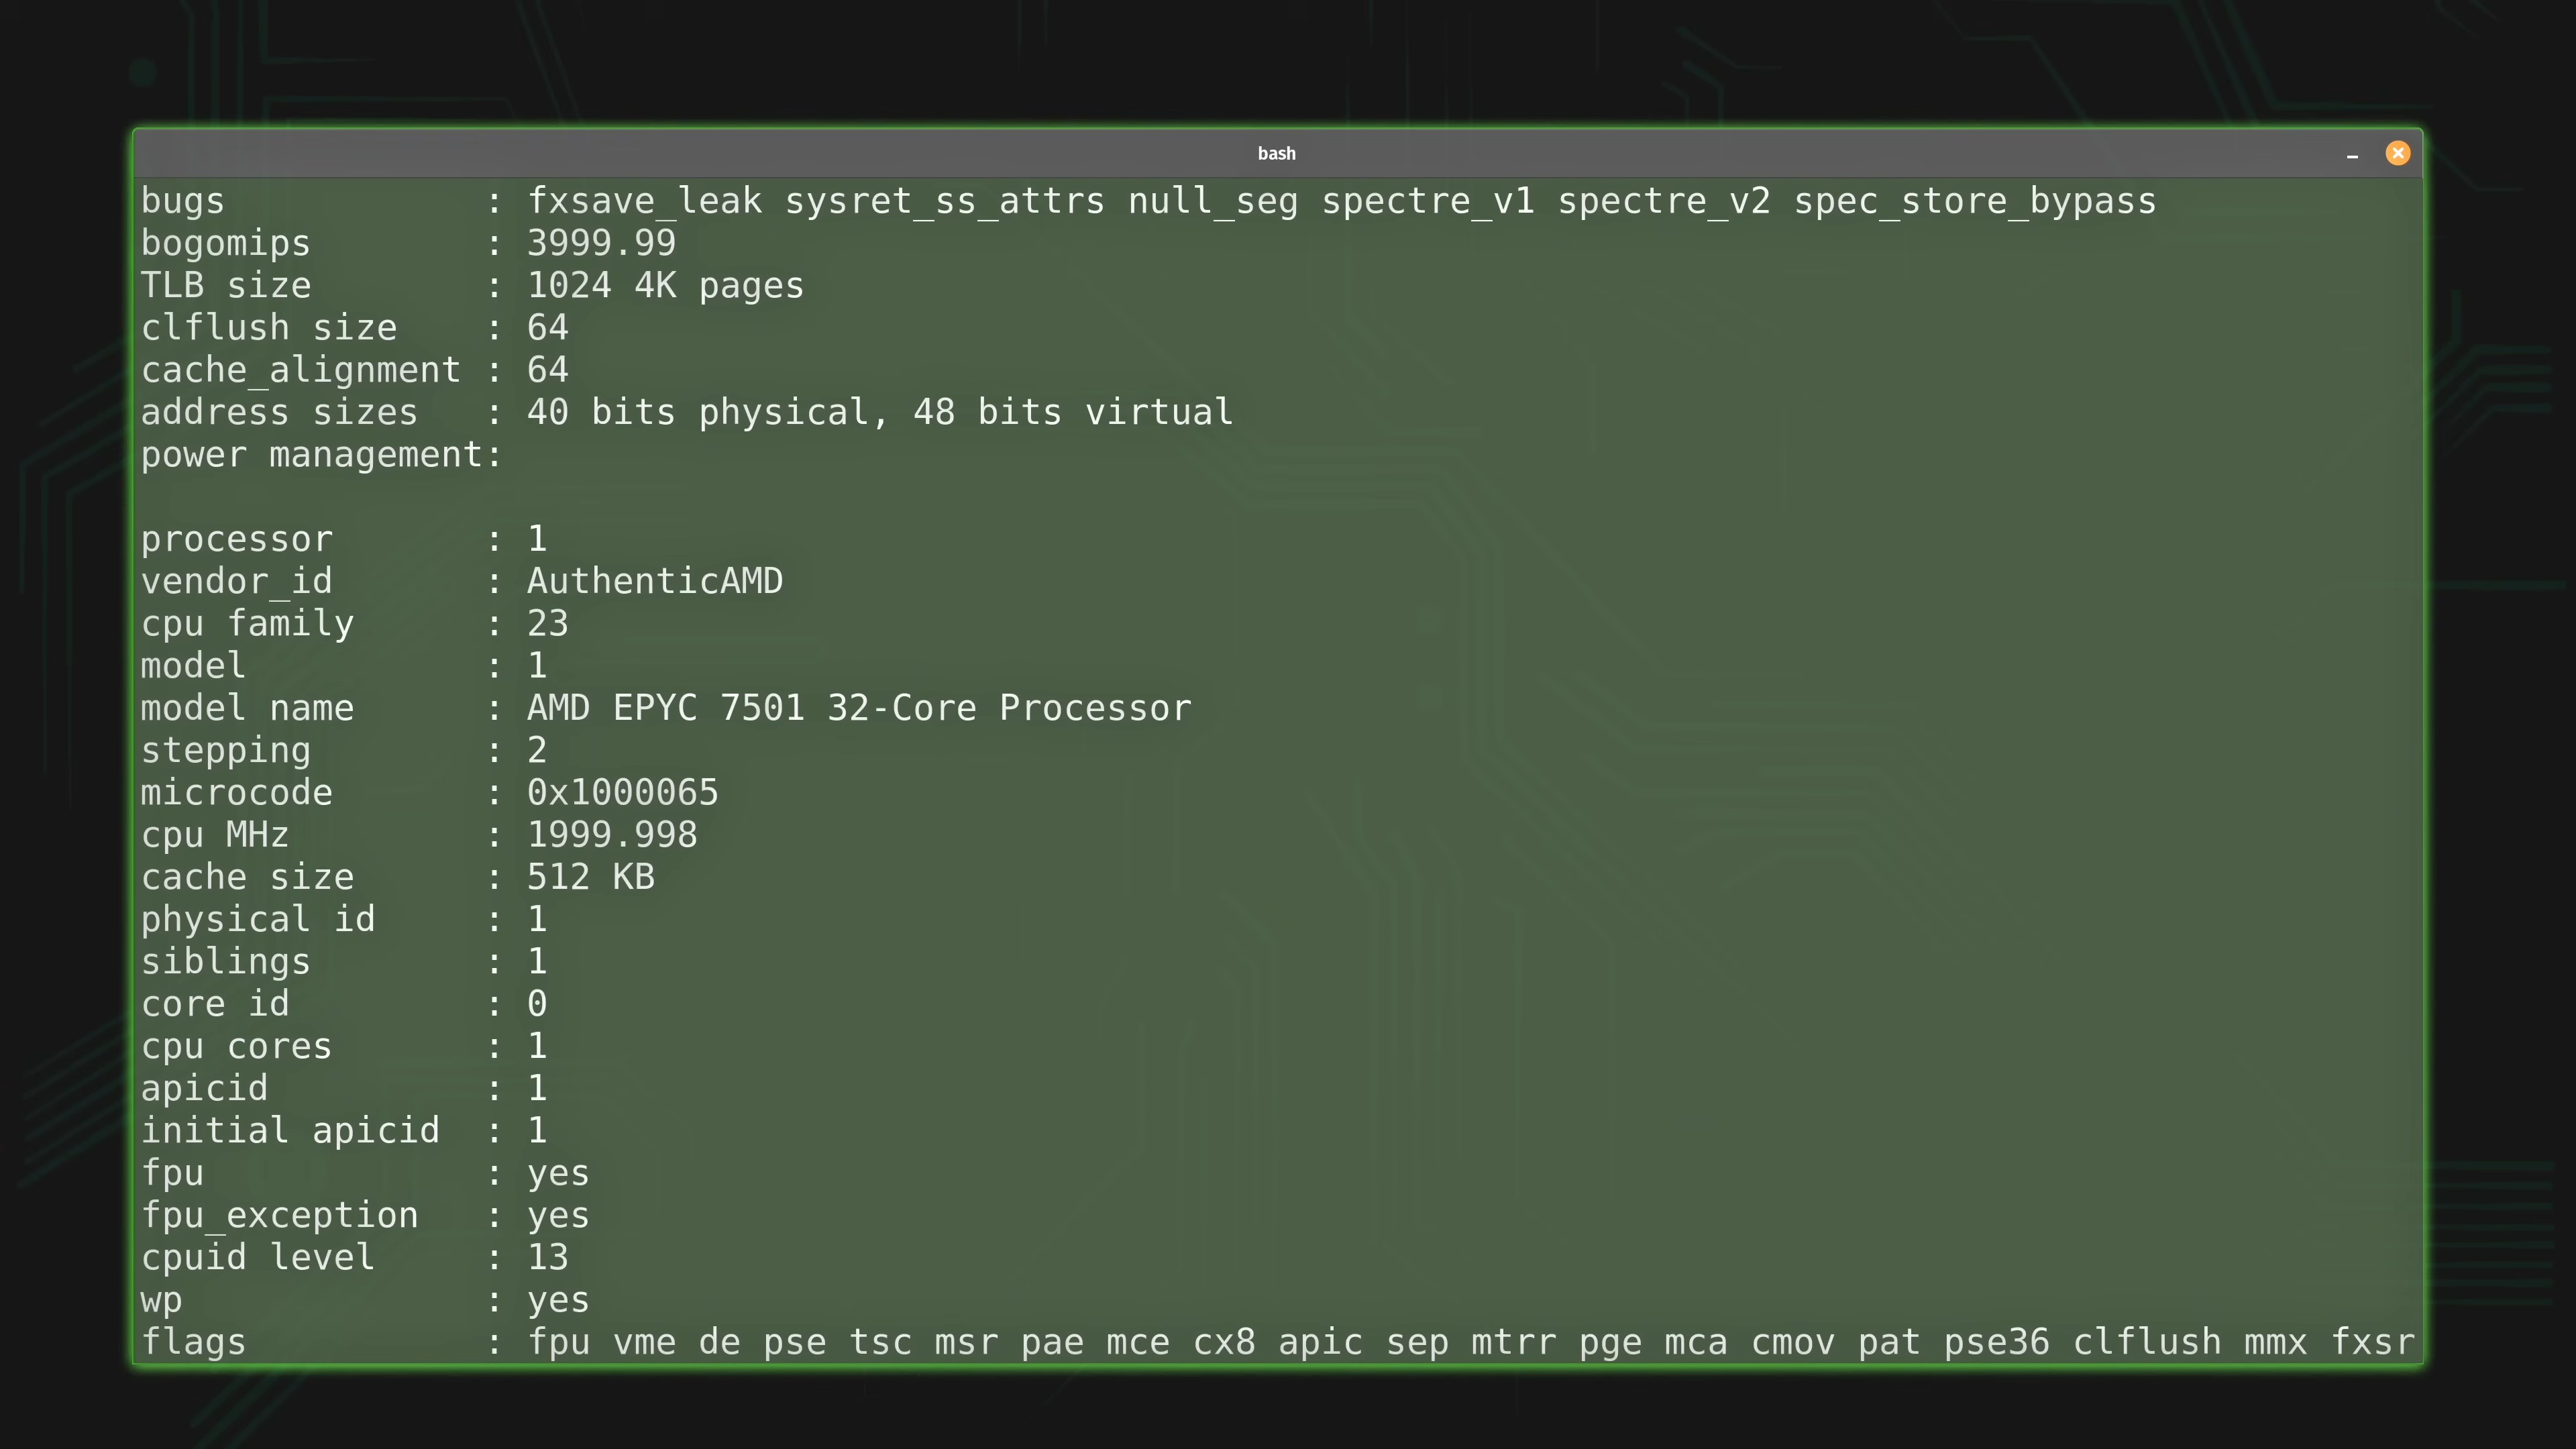 bash
bugs : fxsave_leak sysret_ss_attrs null_seg spectre_v1 spectre_v2 spec_store_bypass
bogomips : 3999.99
TLB size : 1024 4K pages
clflush size : 64
cache_alignment : 64
address sizes : 40 bits physical, 48 bits virtual
power management:
processor : 1
vendor_id : AuthenticAMD
cpu family : 23
model : 1
model name : AMD EPYC 7501 32-Core Processor
stepping : 2
microcode : 0x1000065
cpu MHz : 1999.998
cache size : 512 KB
physical id : 1
siblings : 1
core id : 0
cpu cores : 1
apicid : 1
initial apicid : 1
fpu : yes
fpu_exception : yes
cpuid level : 13
wp : yes
flags : fpu vme de pse tsc msr pae mce cx8 apic sep mtrr pge mca cmov pat pse36 clflush mmx fxsr